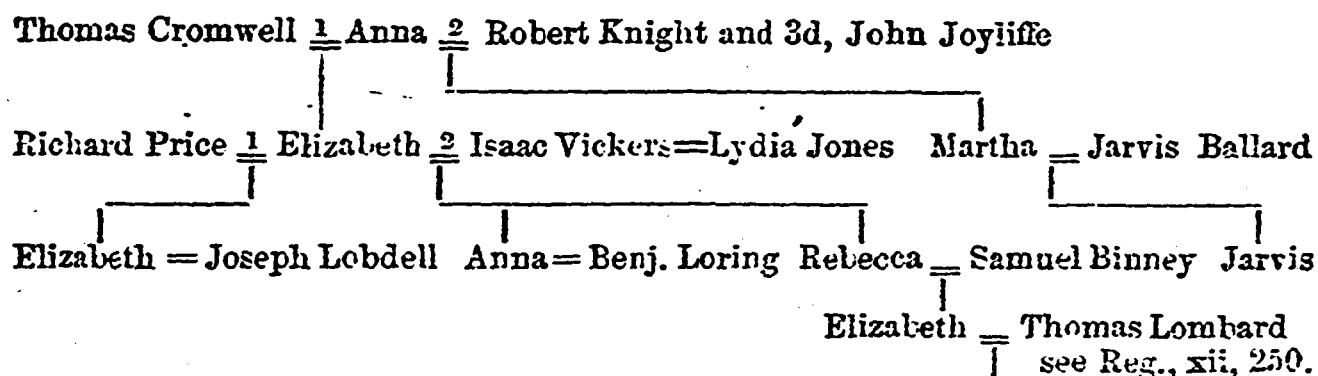 Thomas Cromwell 1= Anna 2= Robert Knight and 3d, John Joyliffe
Richard Price 1= Elizabeth 2= Isaac Vickers=Lydia Jones Martha = Jarvis Ballard
Elizabeth = Joseph Lobdell Anna = Benj. Loring Rebecca = Samuel Binney Jarvis
Elizabeth = Thomas Lombard
see Reg., xii, 250.